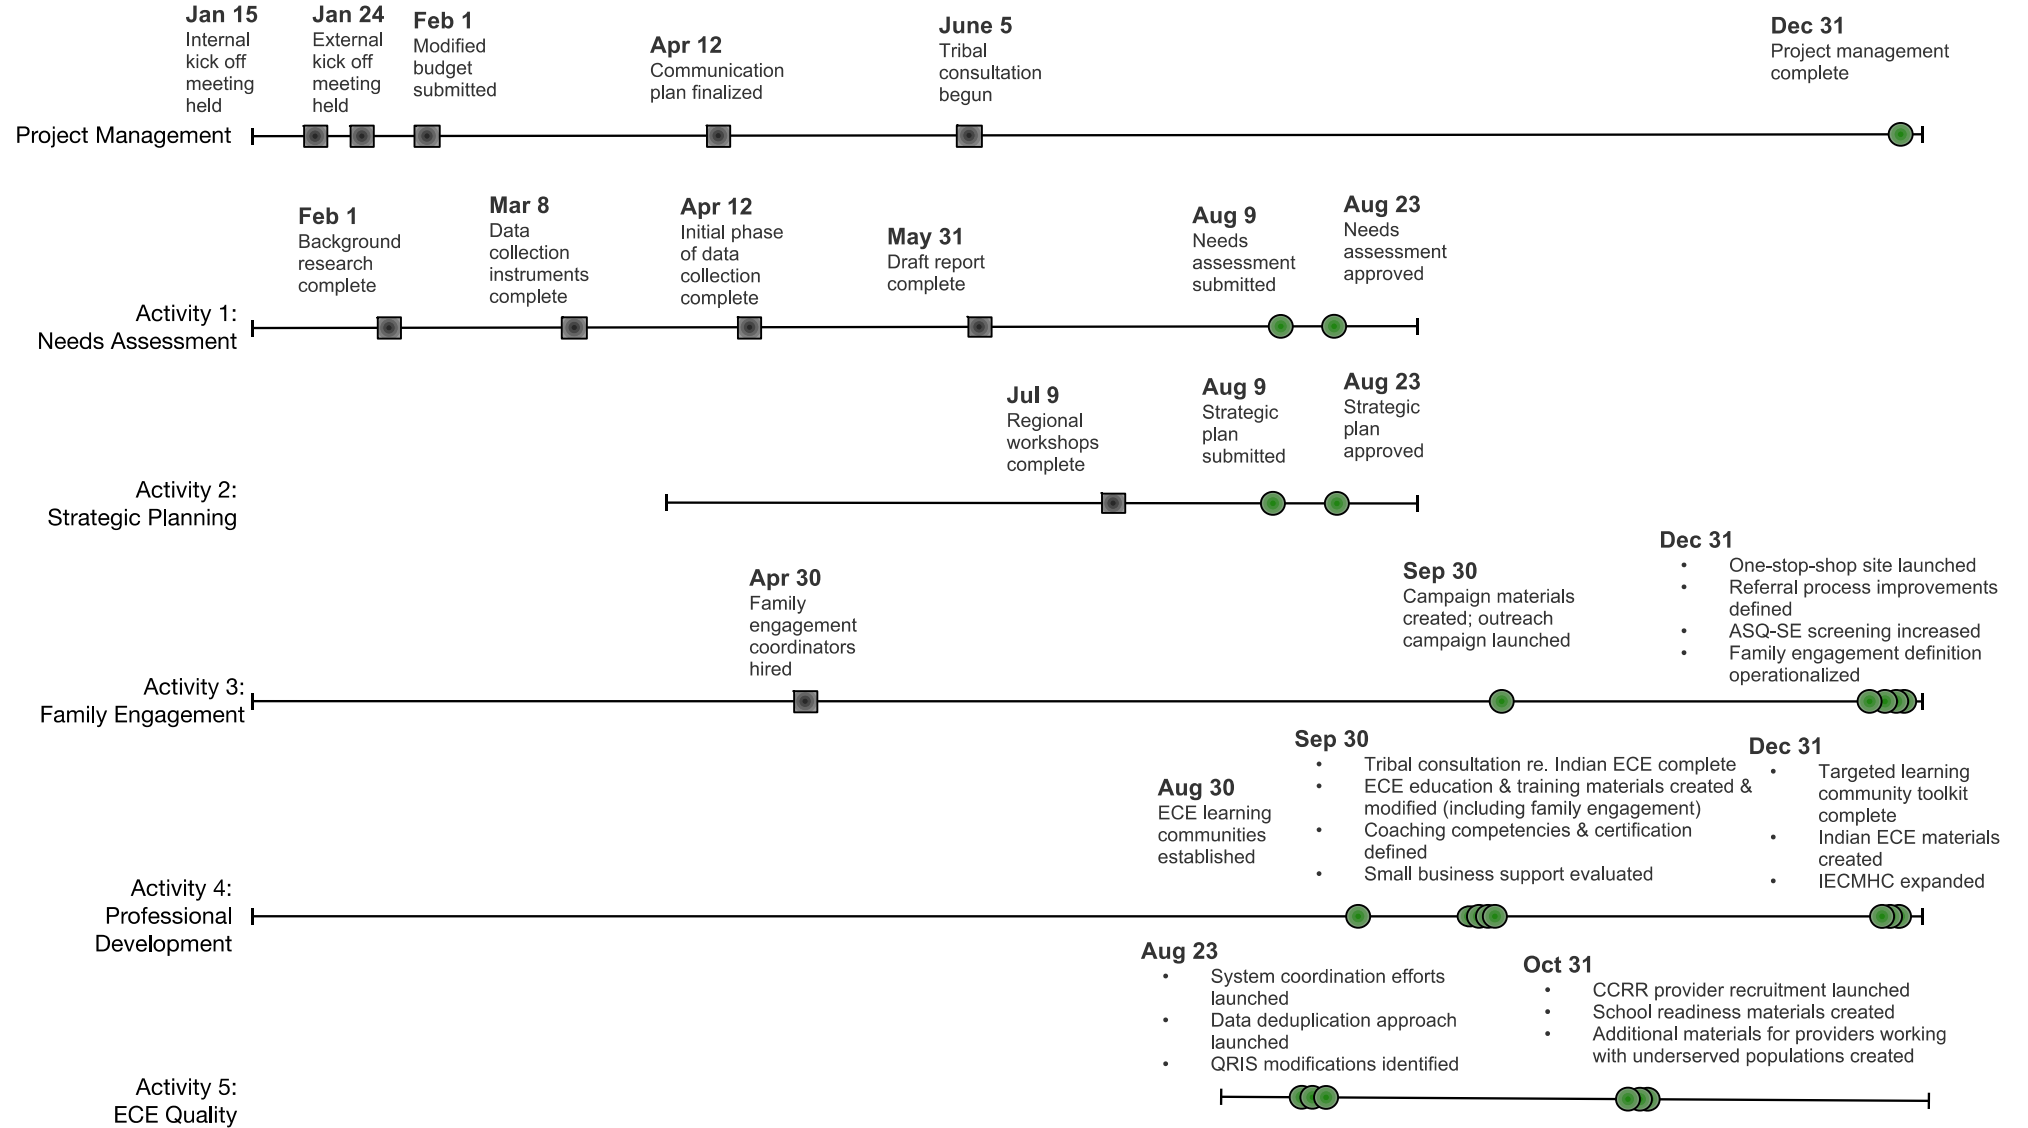 Jan 15
Internal
kick off
meeting
held
Jan 24
External
kick off
meeting
held
Feb 1
Modified
budget
submitted
Apr 12
Communication
plan finalized
June 5
Tribal
consultation
begun
Dec 31
Project management
complete
Project Management
Feb 1
Background
research
complete
Mar 8
Data
collection
instruments
complete
Apr 12
Initial phase
of data
collection
complete
May 31
Draft report
complete
Aug 9
Needs
assessment
submitted
Aug 23
Needs
assessment
approved
Activity 1:
Needs Assessment
Jul 9
Regional
workshops
complete
Aug 9
Strategic
plan
submitted
Aug 23
Strategic
plan
approved
Activity 2:
Strategic Planning
Apr 30
Family
engagement
coordinators
hired
Sep 30
Campaign materials
created; outreach
campaign launched
Dec 31
• One-stop-shop site launched
• Referral process improvements
defined
• ASQ-SE screening increased
• Family engagement definition
operationalized
Activity 3:
Family Engagement
Aug 30
ECE learning
communities
established
Sep 30
• Tribal consultation re. Indian ECE complete
• ECE education & training materials created &
modified (including family engagement)
• Coaching competencies & certification
defined
• Small business support evaluated
Dec 31
• Targeted learning
community toolkit
complete
• Indian ECE materials
created
• IECMHC expanded
Activity 4:
Professional
Development
Aug 23
• System coordination efforts
launched
• Data deduplication approach
launched
• QRIS modifications identified
Oct 31
• CCRR provider recruitment launched
• School readiness materials created
• Additional materials for providers working
with underserved populations created
Activity 5:
ECE Quality